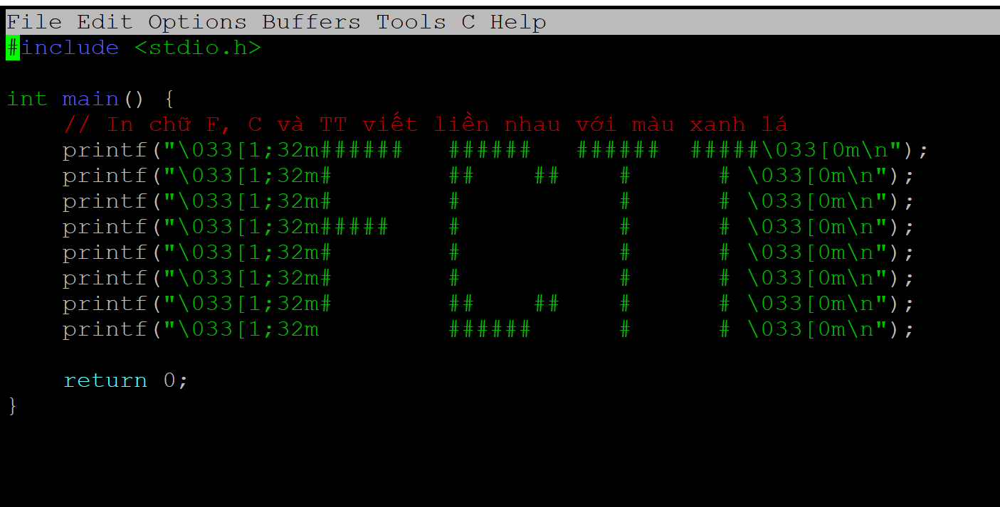 File Edit Options Buffers Tools C Help
#include <stdio.h>
int main() {
    // In chữ F, C và TT viết liền nhau với màu xanh lá
    printf("\033[1;32m######   ######   ######  #####\033[0m\n");
    printf("\033[1;32m#        ##    ##    #      # \033[0m\n");
    printf("\033[1;32m#        #           #      # \033[0m\n");
    printf("\033[1;32m#####    #           #      # \033[0m\n");
    printf("\033[1;32m#        #           #      # \033[0m\n");
    printf("\033[1;32m#        #           #      # \033[0m\n");
    printf("\033[1;32m#        ##    ##    #      # \033[0m\n");
    printf("\033[1;32m         ######      #      # \033[0m\n");
    return 0;
}